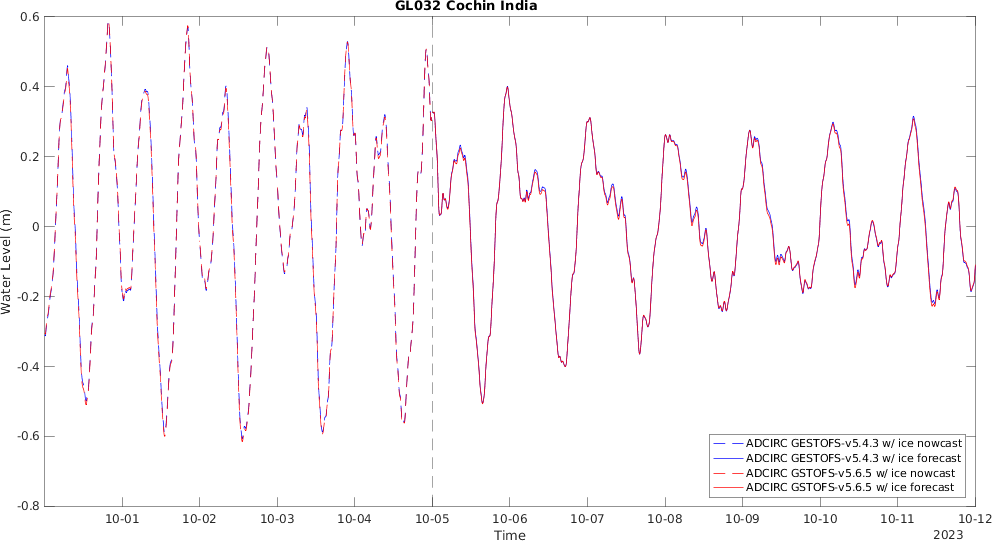 GL032 Cochin India
Water Level (m)
0.6
0.4
0.2
0
-0.2
-0.4
-0.6
-0.8
ADCIRC GESTOFS-v5.4.3 w/ ice nowcast
ADCIRC GESTOFS-v5.4.3 w/ ice forecast
ADCIRC GSTOFS-v5.6.5 w/ ice nowcast
ADCIRC GSTOFS-v5.6.5 w/ ice forecast
10-01 10-02 10-03 10-04 10-05 10-06 10-07 10-08 10-09 10-10 10-11 10-12
Time
2023